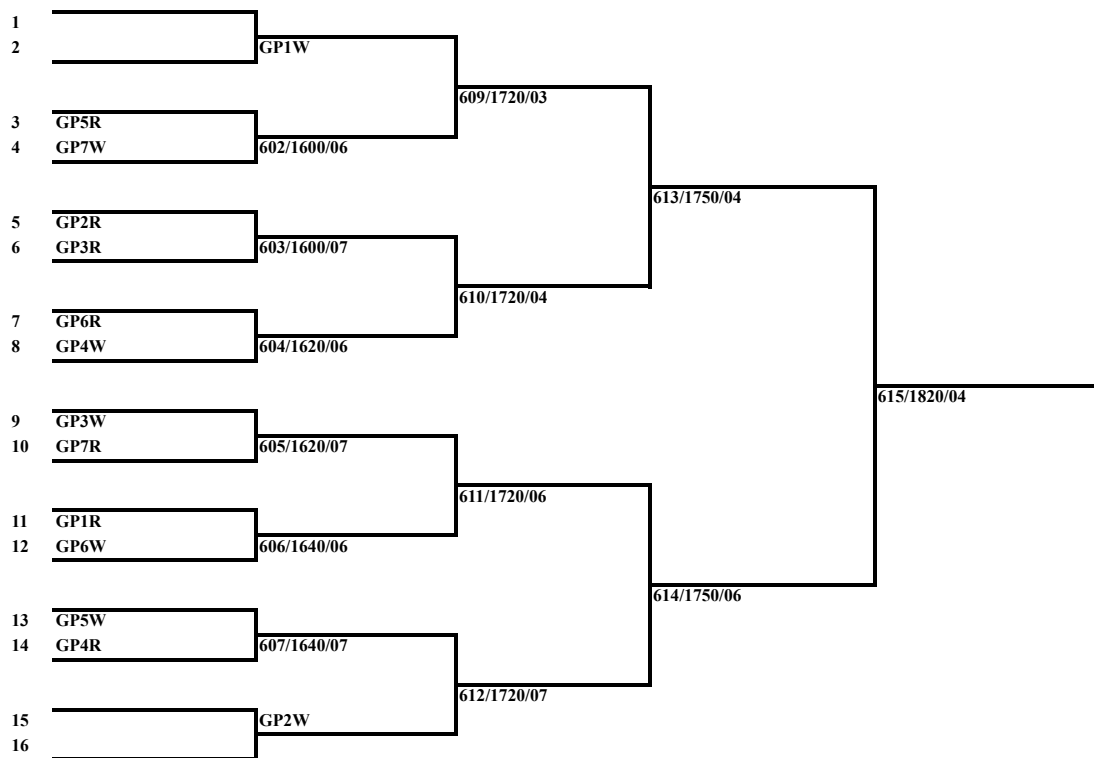 1
2 GP1W
609/1720/03
3 GP5R
4 GP7W 602/1600/06
613/1750/04
5 GP2R
6 GP3R 603/1600/07
610/1720/04
7 GP6R
8 GP4W 604/1620/06
615/1820/04
9 GP3W
10 GP7R 605/1620/07
611/1720/06
11 GP1R
12 GP6W 606/1640/06
614/1750/06
13 GP5W
14 GP4R 607/1640/07
612/1720/07
15 GP2W
16